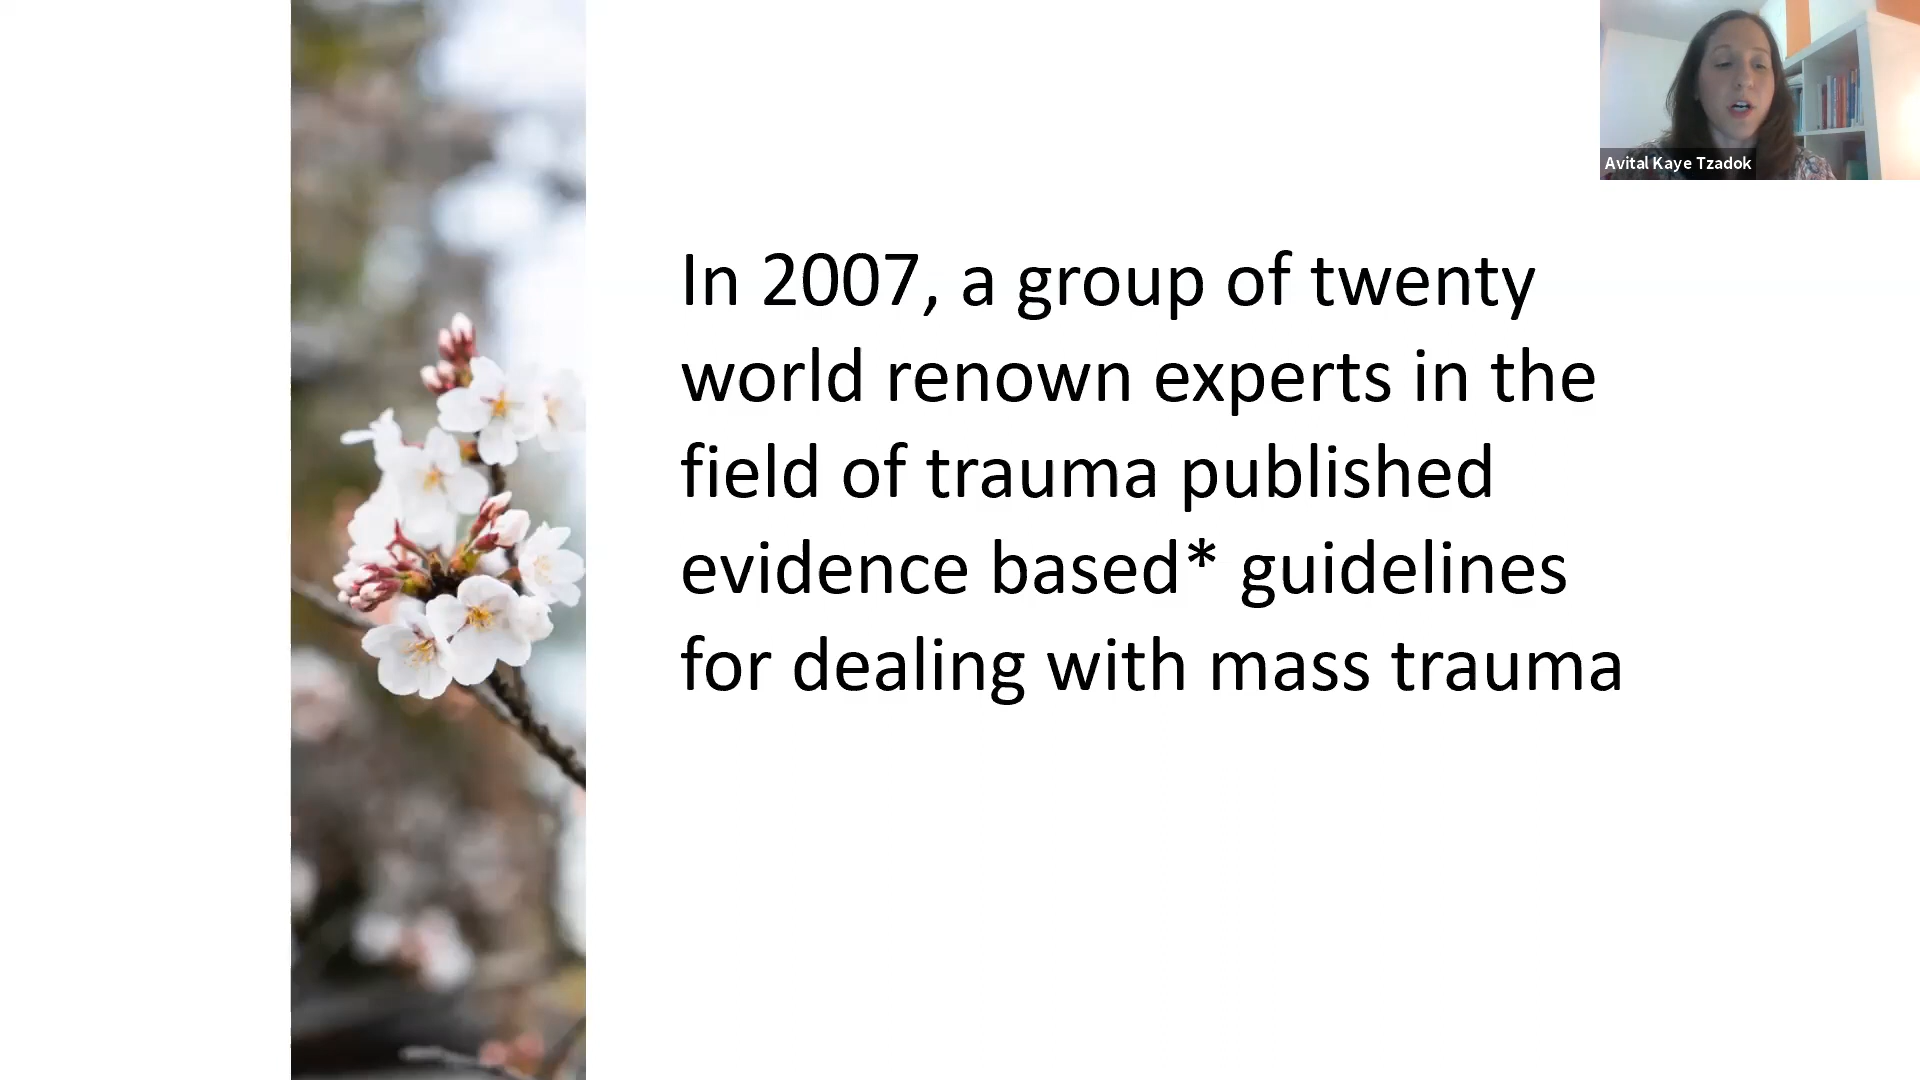 Avital Kaye Tzadok
In 2007, a group of twenty
world renown experts in the
field of trauma published
evidence based* guidelines
for dealing with mass trauma